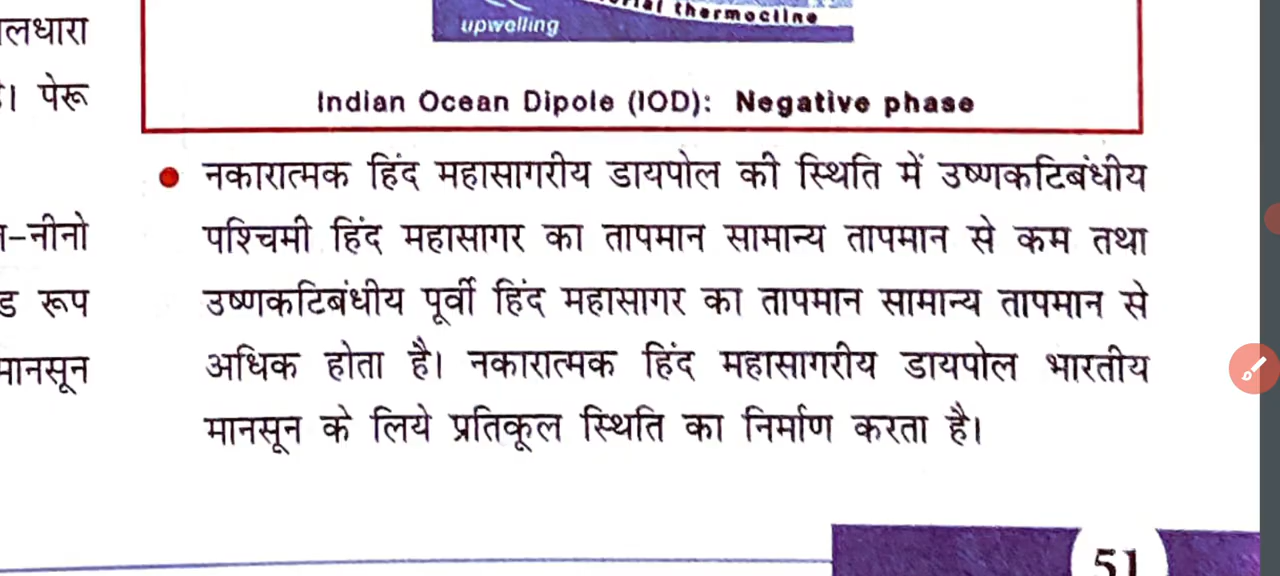 upwelling
thermocline
Indian Ocean Dipole (IOD): Negative phase
लधारा
। पेरू
-नीनो
ड रूप
मानसून
नकारात्मक हिंद महासागरीय डायपोल की स्थिति में उष्णकटिबंधीय
पश्चिमी हिंद महासागर का तापमान सामान्य तापमान से कम तथा
उष्णकटिबंधीय पूर्वी हिंद महासागर का तापमान सामान्य तापमान से
अधिक होता है। नकारात्मक हिंद महासागरीय डायपोल भारतीय
मानसून के लिये प्रतिकूल स्थिति का निर्माण करता है।
51